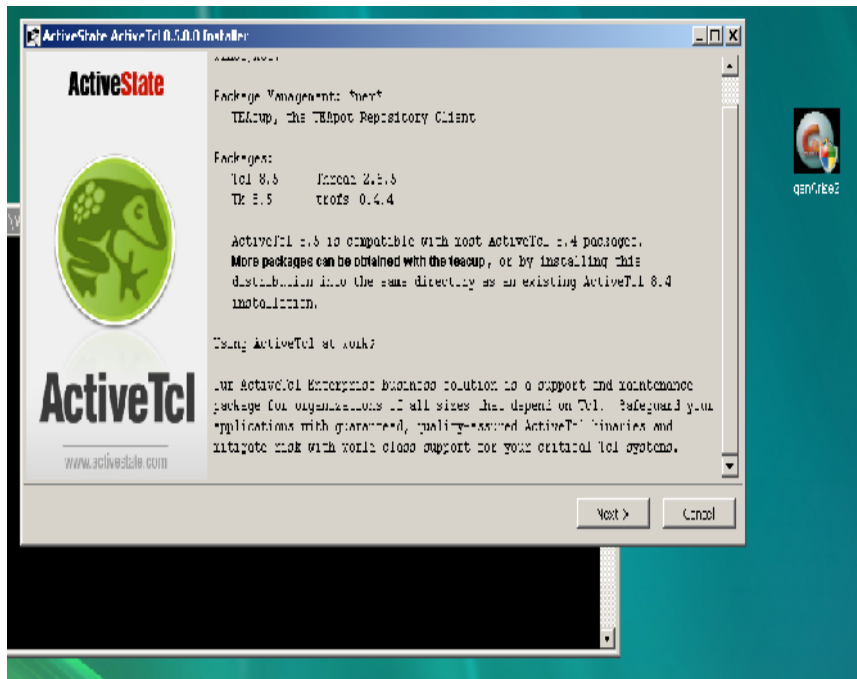 ActiveState ActiveTcl 8.5.0.0 Installer
ActiveState
Package Management: *new*
TEAcup, the TEApot Repository Client
Packages:
Tcl 8.5 Thread
Tk 8.5 trofs 0.4.4
ActiveTcl 8.5 is compatible with most ActiveTcl 8.4 packages.
More packages can be obtained with the teacup, or by installing this
distribution into the same directory as an existing ActiveTcl 8.4
installation.
Using ActiveTcl at work?
Our ActiveTcl Enterprise business solution is a support and maintenance
package for organizations of all sizes that depend on Tcl. Safeguard your
applications with guaranteed, quality-assured ActiveTcl binaries and
mitigate risk with world class support for your critical Tcl systems.
ActiveTcl
www.activestate.com
Next >
Cancel